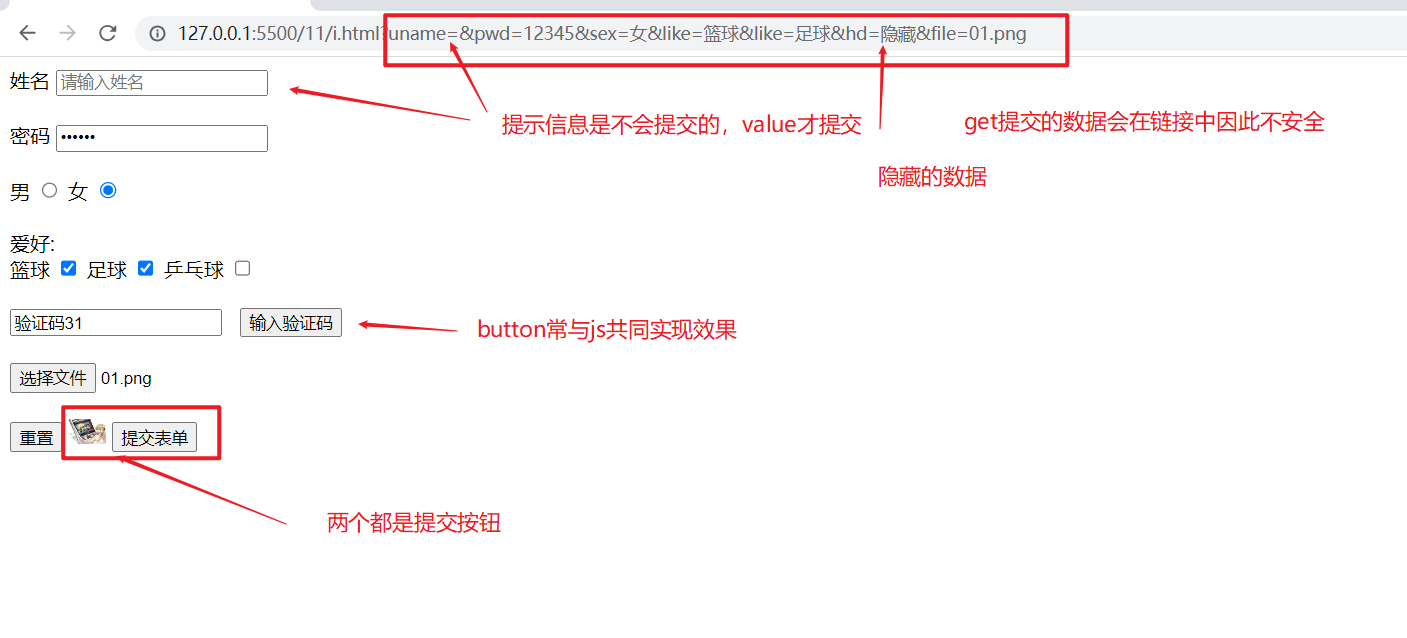 127.0.0.1:5500/11/i.html?uname=&pwd=12345&sex=女&like=篮球&like=足球&hd=隐藏&file=01.png
姓名 请输入姓名
提示信息是不会提交的，value才提交
get提交的数据会在链接中因此不安全
密码 ••••••
隐藏的数据
男 女
爱好:
篮球 足球 乒乓球
验证码31 输入验证码
button常与js共同实现效果
选择文件 01.png
重置 提交表单
两个都是提交按钮